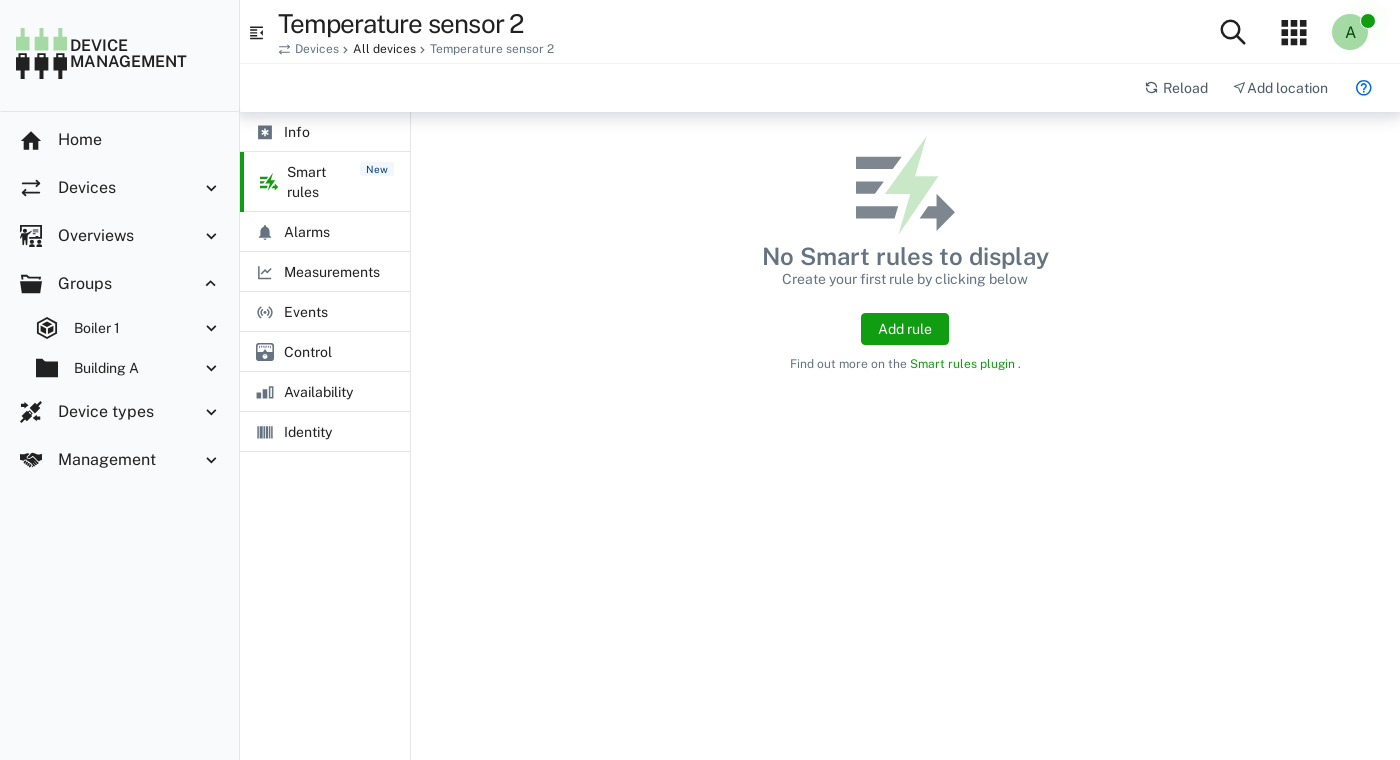 DEVICE
MANAGEMENT
Home
Devices
Overviews
Groups
Boiler 1
Building A
Device types
Management
Temperature sensor 2
Devices
All devices
Temperature sensor 2
A
Reload
Add location
Info
Smart
rules
New
Alarms
Measurements
Events
Control
Availability
Identity
No Smart rules to display
Create your first rule by clicking below
Add rule
Find out more on the Smart rules plugin .